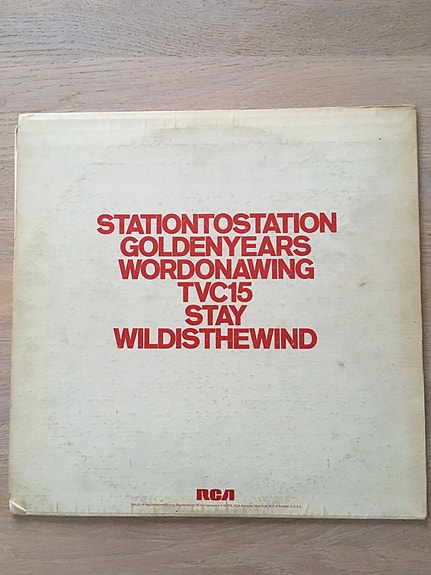 STATIONTOSTATION
GOLDENYEARS
WORDONAWING
TVC15
STAY
WILDISTHEWIND
RCA